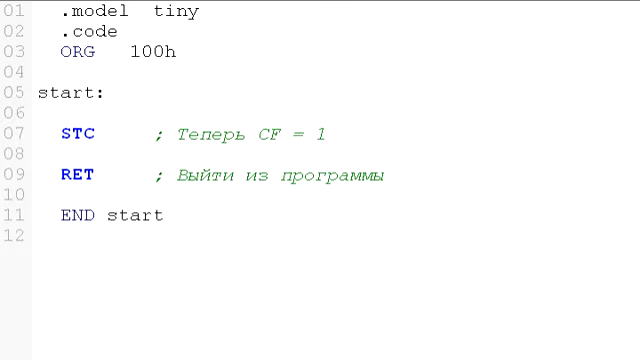 01 .model tiny
02 .code
03 ORG 100h
04
05 start:
06
07 STC ; Теперь CF = 1
08
09 RET ; Выйти из программы
10
11 END start
12